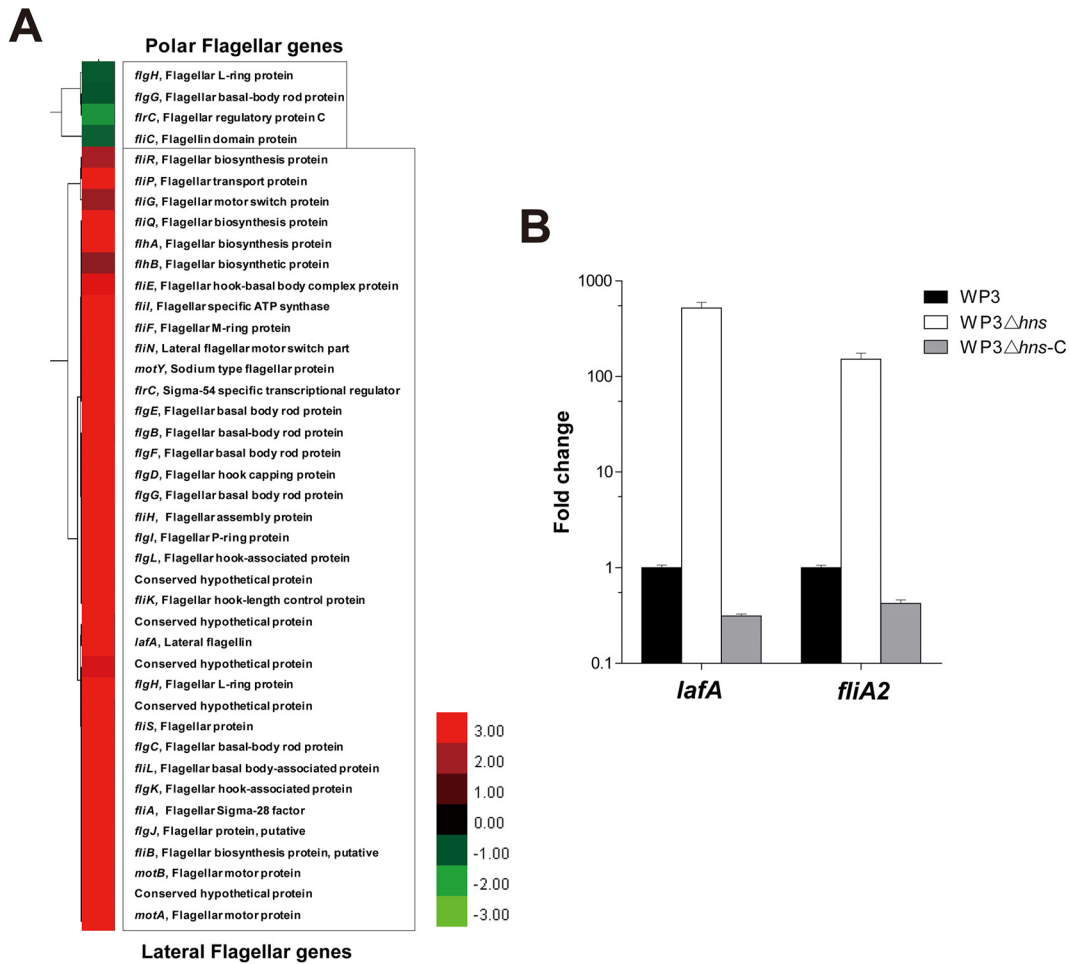 A
Polar Flagellar genes
flgH, Flagellar L-ring protein
flgG, Flagellar basal-body rod protein
flrC, Flagellar regulatory protein C
fliC, Flagellin domain protein
fliR, Flagellar biosynthesis protein
fliP, Flagellar transport protein
fliG, Flagellar motor switch protein
fliQ, Flagellar biosynthesis protein
flhA, Flagellar biosynthesis protein
flhB, Flagellar biosynthetic protein
fliE, Flagellar hook-basal body complex protein
fliI, Flagellar specific ATP synthase
fliF, Flagellar M-ring protein
fliN, Lateral flagellar motor switch part
motY, Sodium type flagellar protein
flrC, Sigma-54 specific transcriptional regulator
flgE, Flagellar basal body rod protein
flgB, Flagellar basal-body rod protein
flgF, Flagellar basal body rod protein
flgD, Flagellar hook capping protein
flgG, Flagellar basal body rod protein
fliH, Flagellar assembly protein
flgI, Flagellar P-ring protein
flgL, Flagellar hook-associated protein
Conserved hypothetical protein
fliK, Flagellar hook-length control protein
Conserved hypothetical protein
lafA, Lateral flagellin
Conserved hypothetical protein
flgH, Flagellar L-ring protein
Conserved hypothetical protein
fliS, Flagellar protein
flgC, Flagellar basal-body rod protein
fliL, Flagellar basal body-associated protein
flgK, Flagellar hook-associated protein
fliA, Flagellar Sigma-28 factor
flgJ, Flagellar protein, putative
fliB, Flagellar biosynthesis protein, putative
motB, Flagellar motor protein
Conserved hypothetical protein
motA, Flagellar motor protein
Lateral Flagellar genes
3.00
2.00
1.00
0.00
-1.00
-2.00
-3.00
B
Fold change
1000
100
10
1
0.1
lafA
fliA2
WP3
WP3△hns
WP3△hns-C